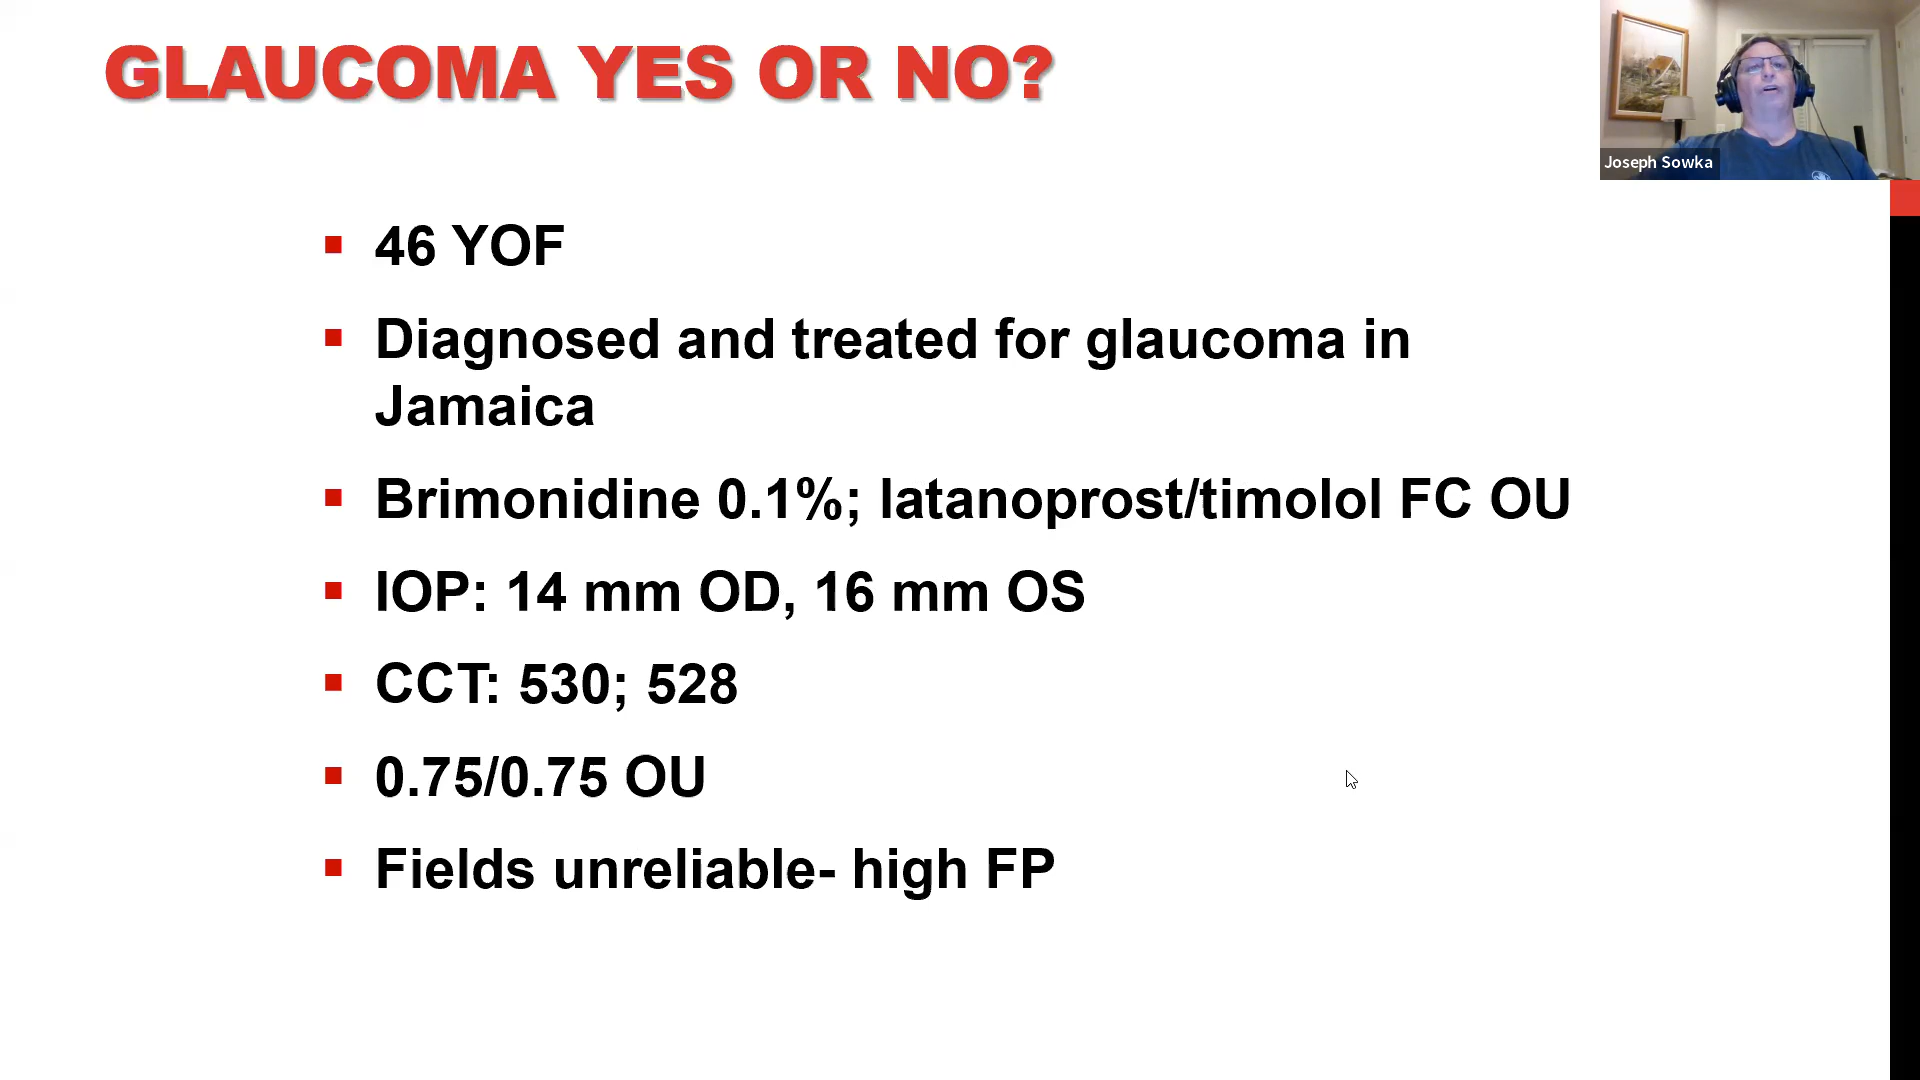 GLAUCOMA YES OR NO?
Joseph Sowka
46 YOF
Diagnosed and treated for glaucoma in
Jamaica
Brimonidine 0.1%; latanoprost/timolol FC OU
IOP: 14 mm OD, 16 mm OS
CCT: 530; 528
0.75/0.75 OU
Fields unreliable- high FP